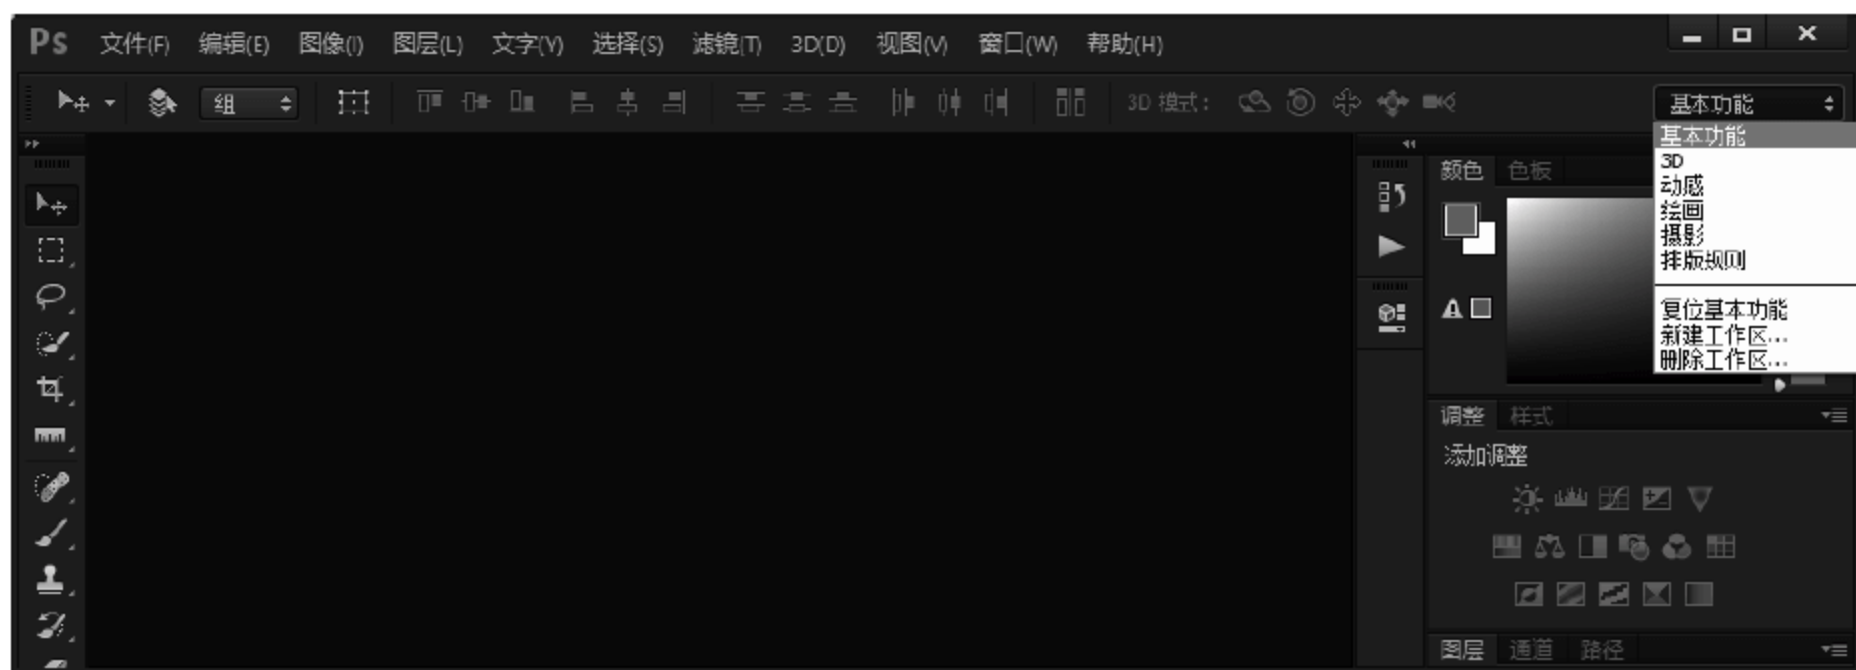 Ps 文件(F) 编辑(E) 图像(I) 图层(L) 文字(Y) 选择(S) 滤镜(T) 3D(D) 视图(V) 窗口(W) 帮助(H)
组 3D 模式: 基本功能
基本功能
3D
动感
绘画
摄影
排版规则
复位基本功能
新建工作区...
删除工作区...
颜色 色板
调整 样式
添加调整
图层 通道 路径